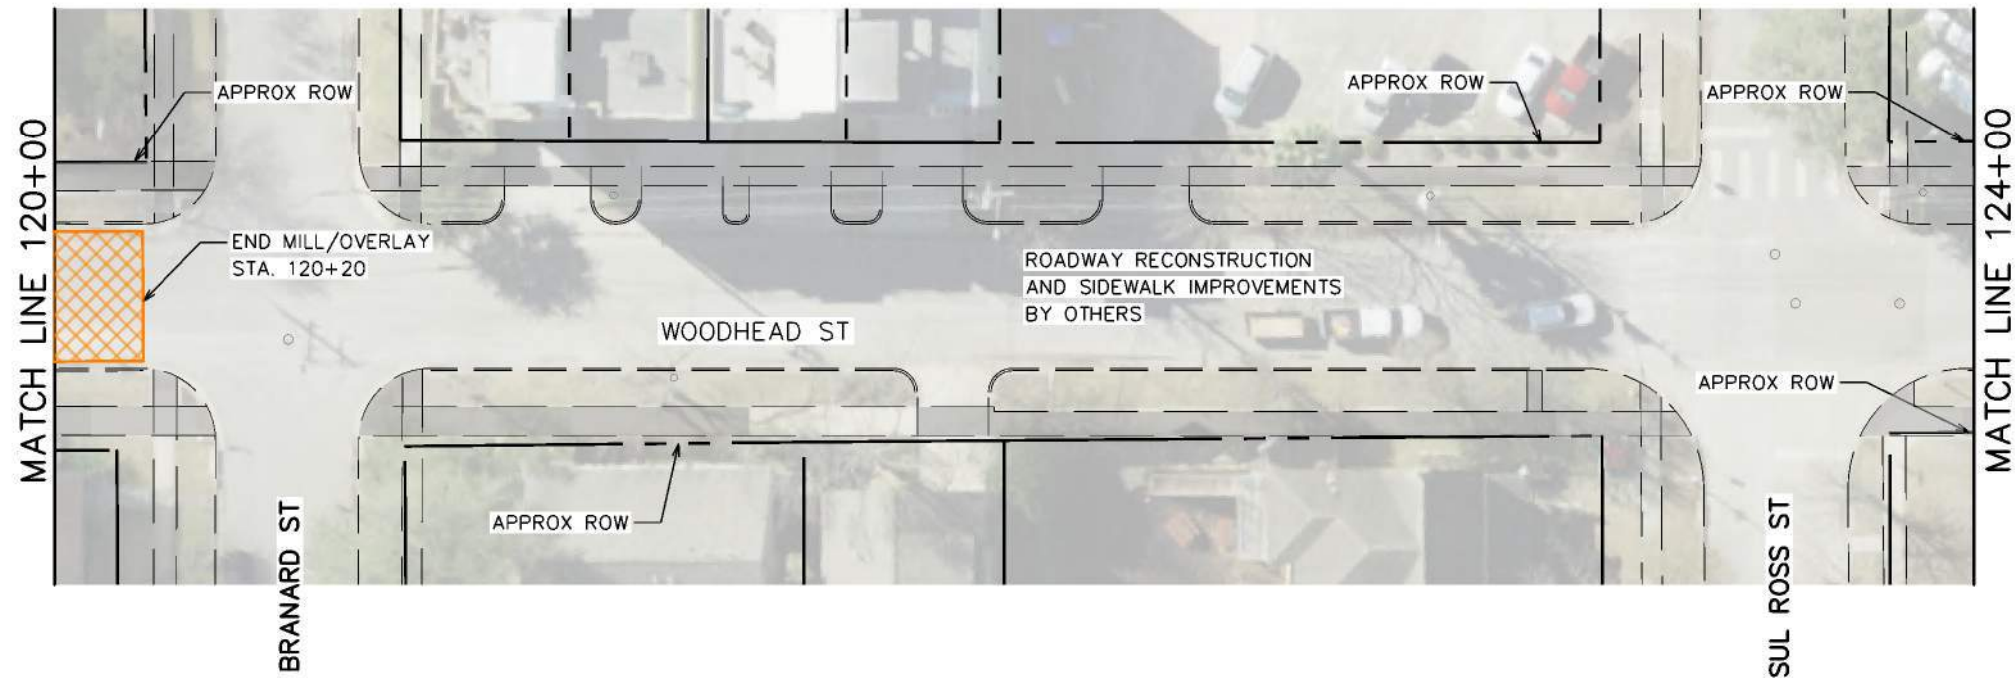 MATCH LINE 120+00
APPROX ROW
APPROX ROW
APPROX ROW
MATCH LINE 124+00
END MILL/OVERLAY
STA. 120+20
ROADWAY RECONSTRUCTION
AND SIDEWALK IMPROVEMENTS
BY OTHERS
WOODHEAD ST
APPROX ROW
APPROX ROW
BRANARD ST
SUL ROSS ST